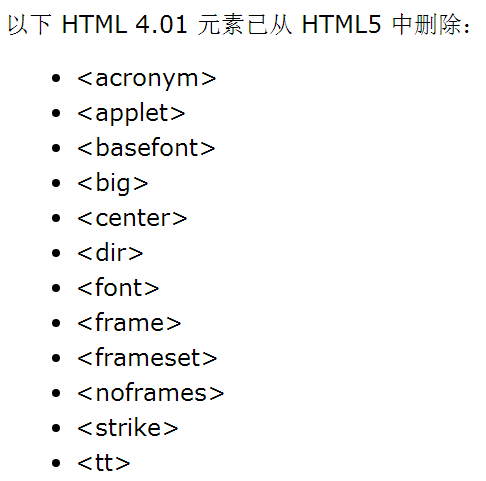 以下 HTML 4.01 元素已从 HTML5 中删除：
• <acronym>
• <applet>
• <basefont>
• <big>
• <center>
• <dir>
• <font>
• <frame>
• <frameset>
• <noframes>
• <strike>
• <tt>